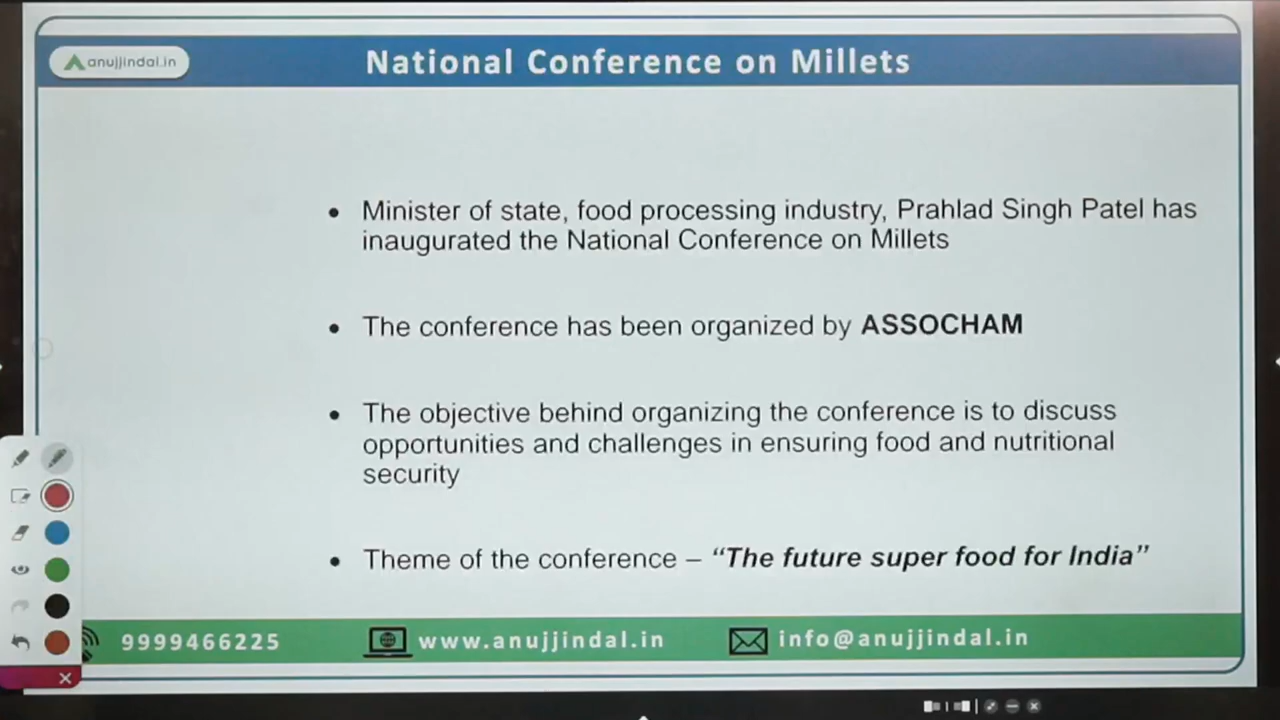 anujjindal.in
National Conference on Millets
Minister of state, food processing industry, Prahlad Singh Patel has
inaugurated the National Conference on Millets
The conference has been organized by ASSOCHAM
The objective behind organizing the conference is to discuss
opportunities and challenges in ensuring food and nutritional
security
Theme of the conference – “The future super food for India”
9999466225
www.anujjindal.in
info@anujjindal.in